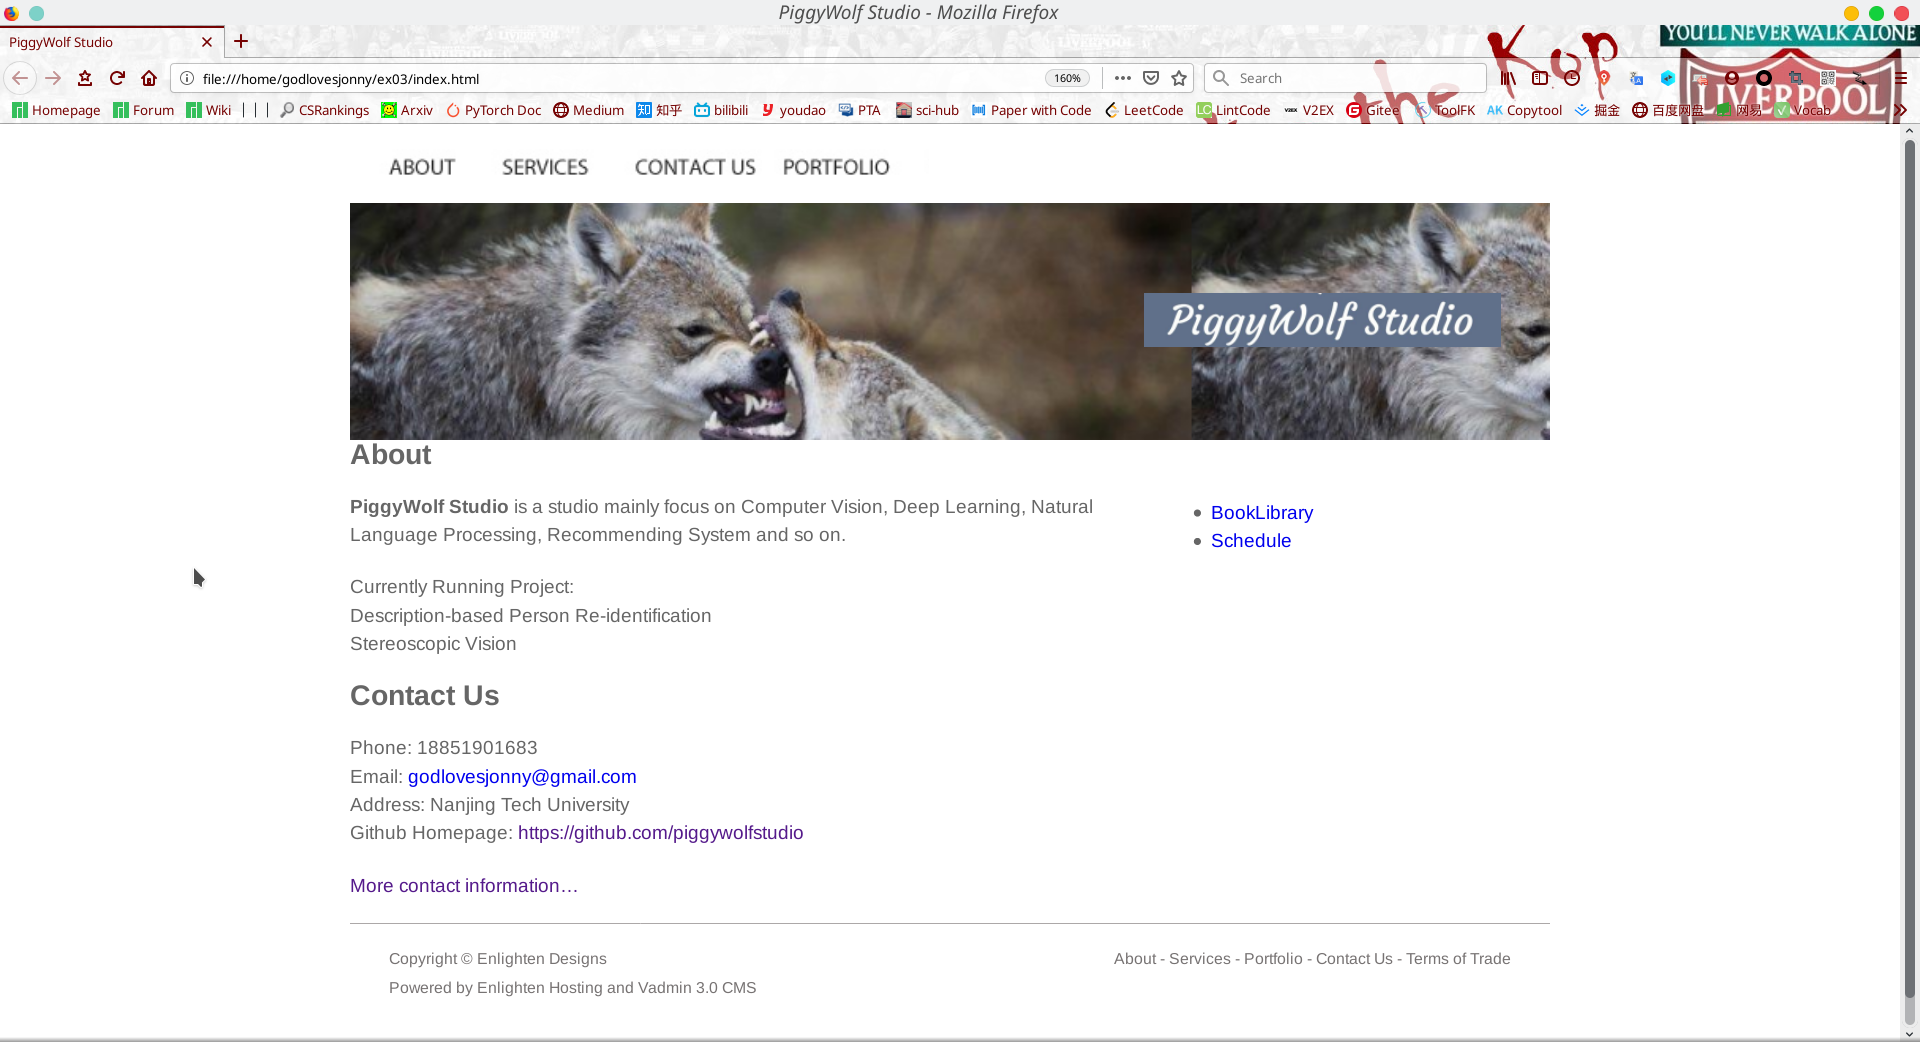 PiggyWolf Studio - Mozilla Firefox
PiggyWolf Studio
the Kop
YOU'LL NEVER WALK ALONE
LIVERPOOL
file:///home/godlovesjonny/ex03/index.html
160%
Search
Homepage Forum Wiki CSRankings Arxiv PyTorch Doc Medium 知乎 bilibili youdao PTA sci-hub Paper with Code LeetCode LintCode V2EX Gitee ToolFK Copytool 掘金 百度网盘 网易 Vocab
ABOUT SERVICES CONTACT US PORTFOLIO
PiggyWolf Studio
About
PiggyWolf Studio is a studio mainly focus on Computer Vision, Deep Learning, Natural
Language Processing, Recommending System and so on.
BookLibrary
Schedule
Currently Running Project:
Description-based Person Re-identification
Stereoscopic Vision
Contact Us
Phone: 18851901683
Email: godlovesjonny@gmail.com
Address: Nanjing Tech University
Github Homepage: https://github.com/piggywolfstudio
More contact information…
Copyright © Enlighten Designs
Powered by Enlighten Hosting and Vadmin 3.0 CMS
About - Services - Portfolio - Contact Us - Terms of Trade